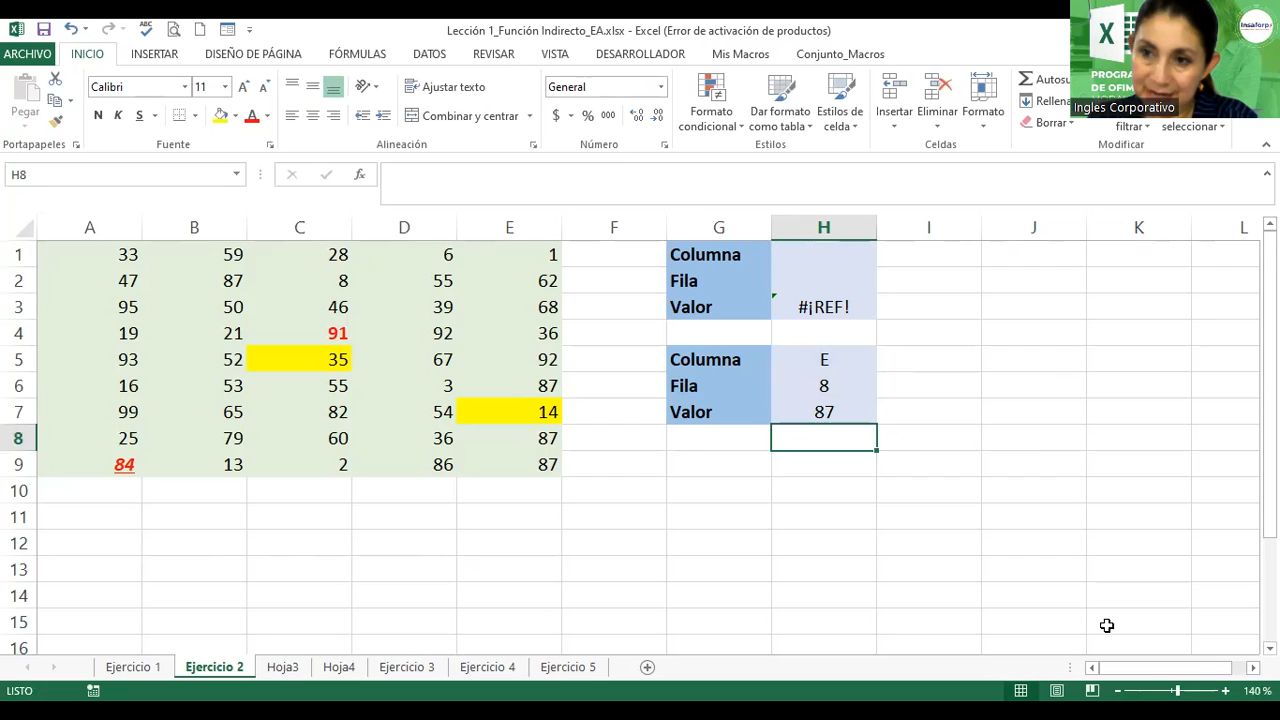 Lección 1_Función Indirecto_EA.xlsx - Excel (Error de activación de productos)
ARCHIVO INICIO INSERTAR DISEÑO DE PÁGINA FÓRMULAS DATOS REVISAR VISTA DESARROLLADOR Mis Macros Conjunto_Macros
Pegar
Calibri 11
N K S
Ajustar texto
Combinar y centrar
General
$ % 000
Formato condicional
Dar formato como tabla
Estilos de celda
Insertar
Eliminar
Formato
Autosu
Rellena
Borrar
filtrar
seleccionar
Portapapeles Fuente Alineación Número Estilos Celdas Modificar
Insaforp
PROGRA
DE OFIM
Ingles Corporativo
H8
fx
A B C D E F G H I J K L
1 33 59 28 6 1 Columna
2 47 87 8 55 62 Fila
3 95 50 46 39 68 Valor #¡REF!
4 19 21 91 92 36
5 93 52 35 67 92 Columna E
6 16 53 55 3 87 Fila 8
7 99 65 82 54 14 Valor 87
8 25 79 60 36 87
9 84 13 2 86 87
10
11
12
13
14
15
16
Ejercicio 1 Ejercicio 2 Hoja3 Hoja4 Ejercicio 3 Ejercicio 4 Ejercicio 5
LISTO
140 %